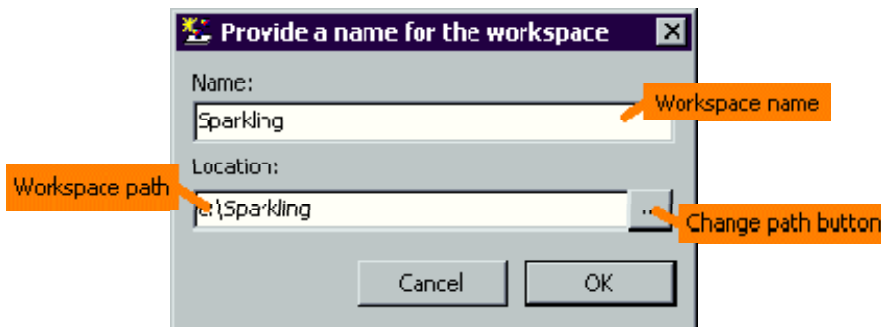 Provide a name for the workspace
Name:
Workspace name
Sparkling
Location:
Workspace path
c:\Sparkling
...
Change path button
Cancel
OK